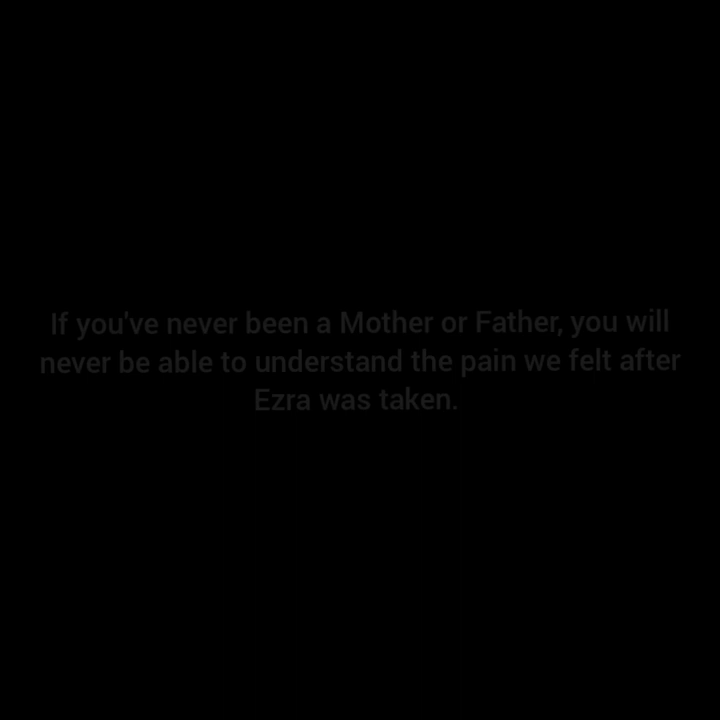 If you've never been a Mother or Father, you will
never be able to understand the pain we felt after
Ezra was taken.